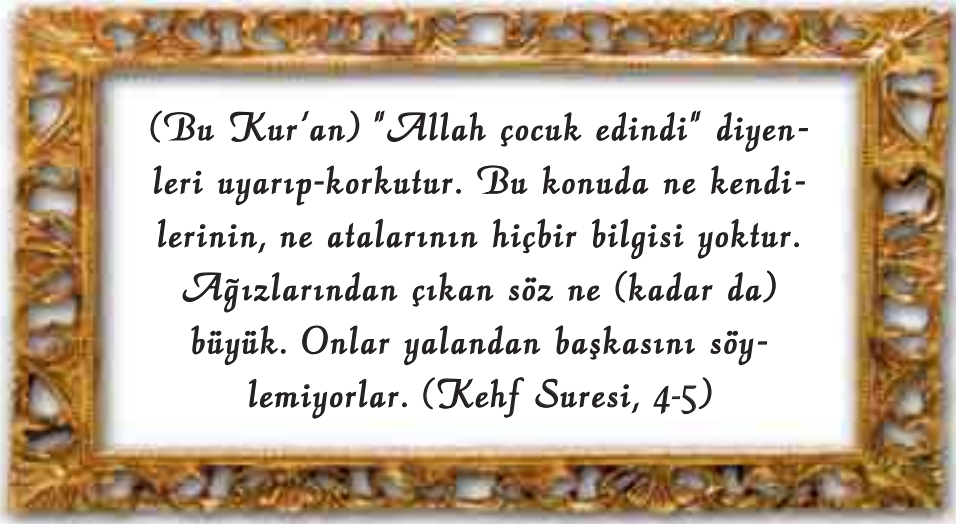 (Bu Kur'an) "Allah çocuk edindi" diyen-
leri uyarıp-korkutur. Bu konuda ne kendi-
lerinin, ne atalarının hiçbir bilgisi yoktur.
Ağızlarından çıkan söz ne (kadar da)
büyük. Onlar yalandan başkasını söy-
lemiyorlar. (Kehf Suresi, 4-5)